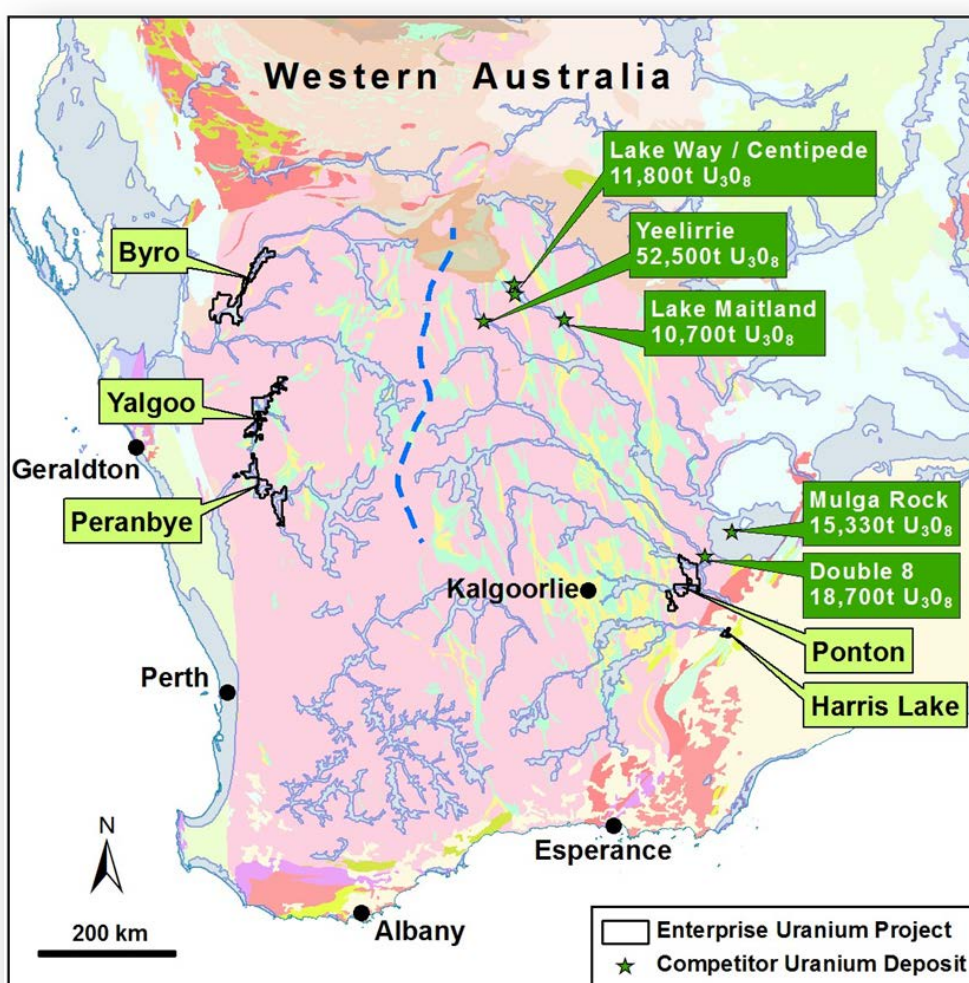 Western Australia
Lake Way / Centipede
11,800t U₃0₈
Yeelirrie
52,500t U₃0₈
Byro
Lake Maitland
10,700t U₃0₈
Yalgoo
Geraldton
Peranbye
Mulga Rock
15,330t U₃0₈
Kalgoorlie
Double 8
18,700t U₃0₈
Ponton
Perth
Harris Lake
N
Esperance
200 km
Albany
Enterprise Uranium Project
Competitor Uranium Deposit